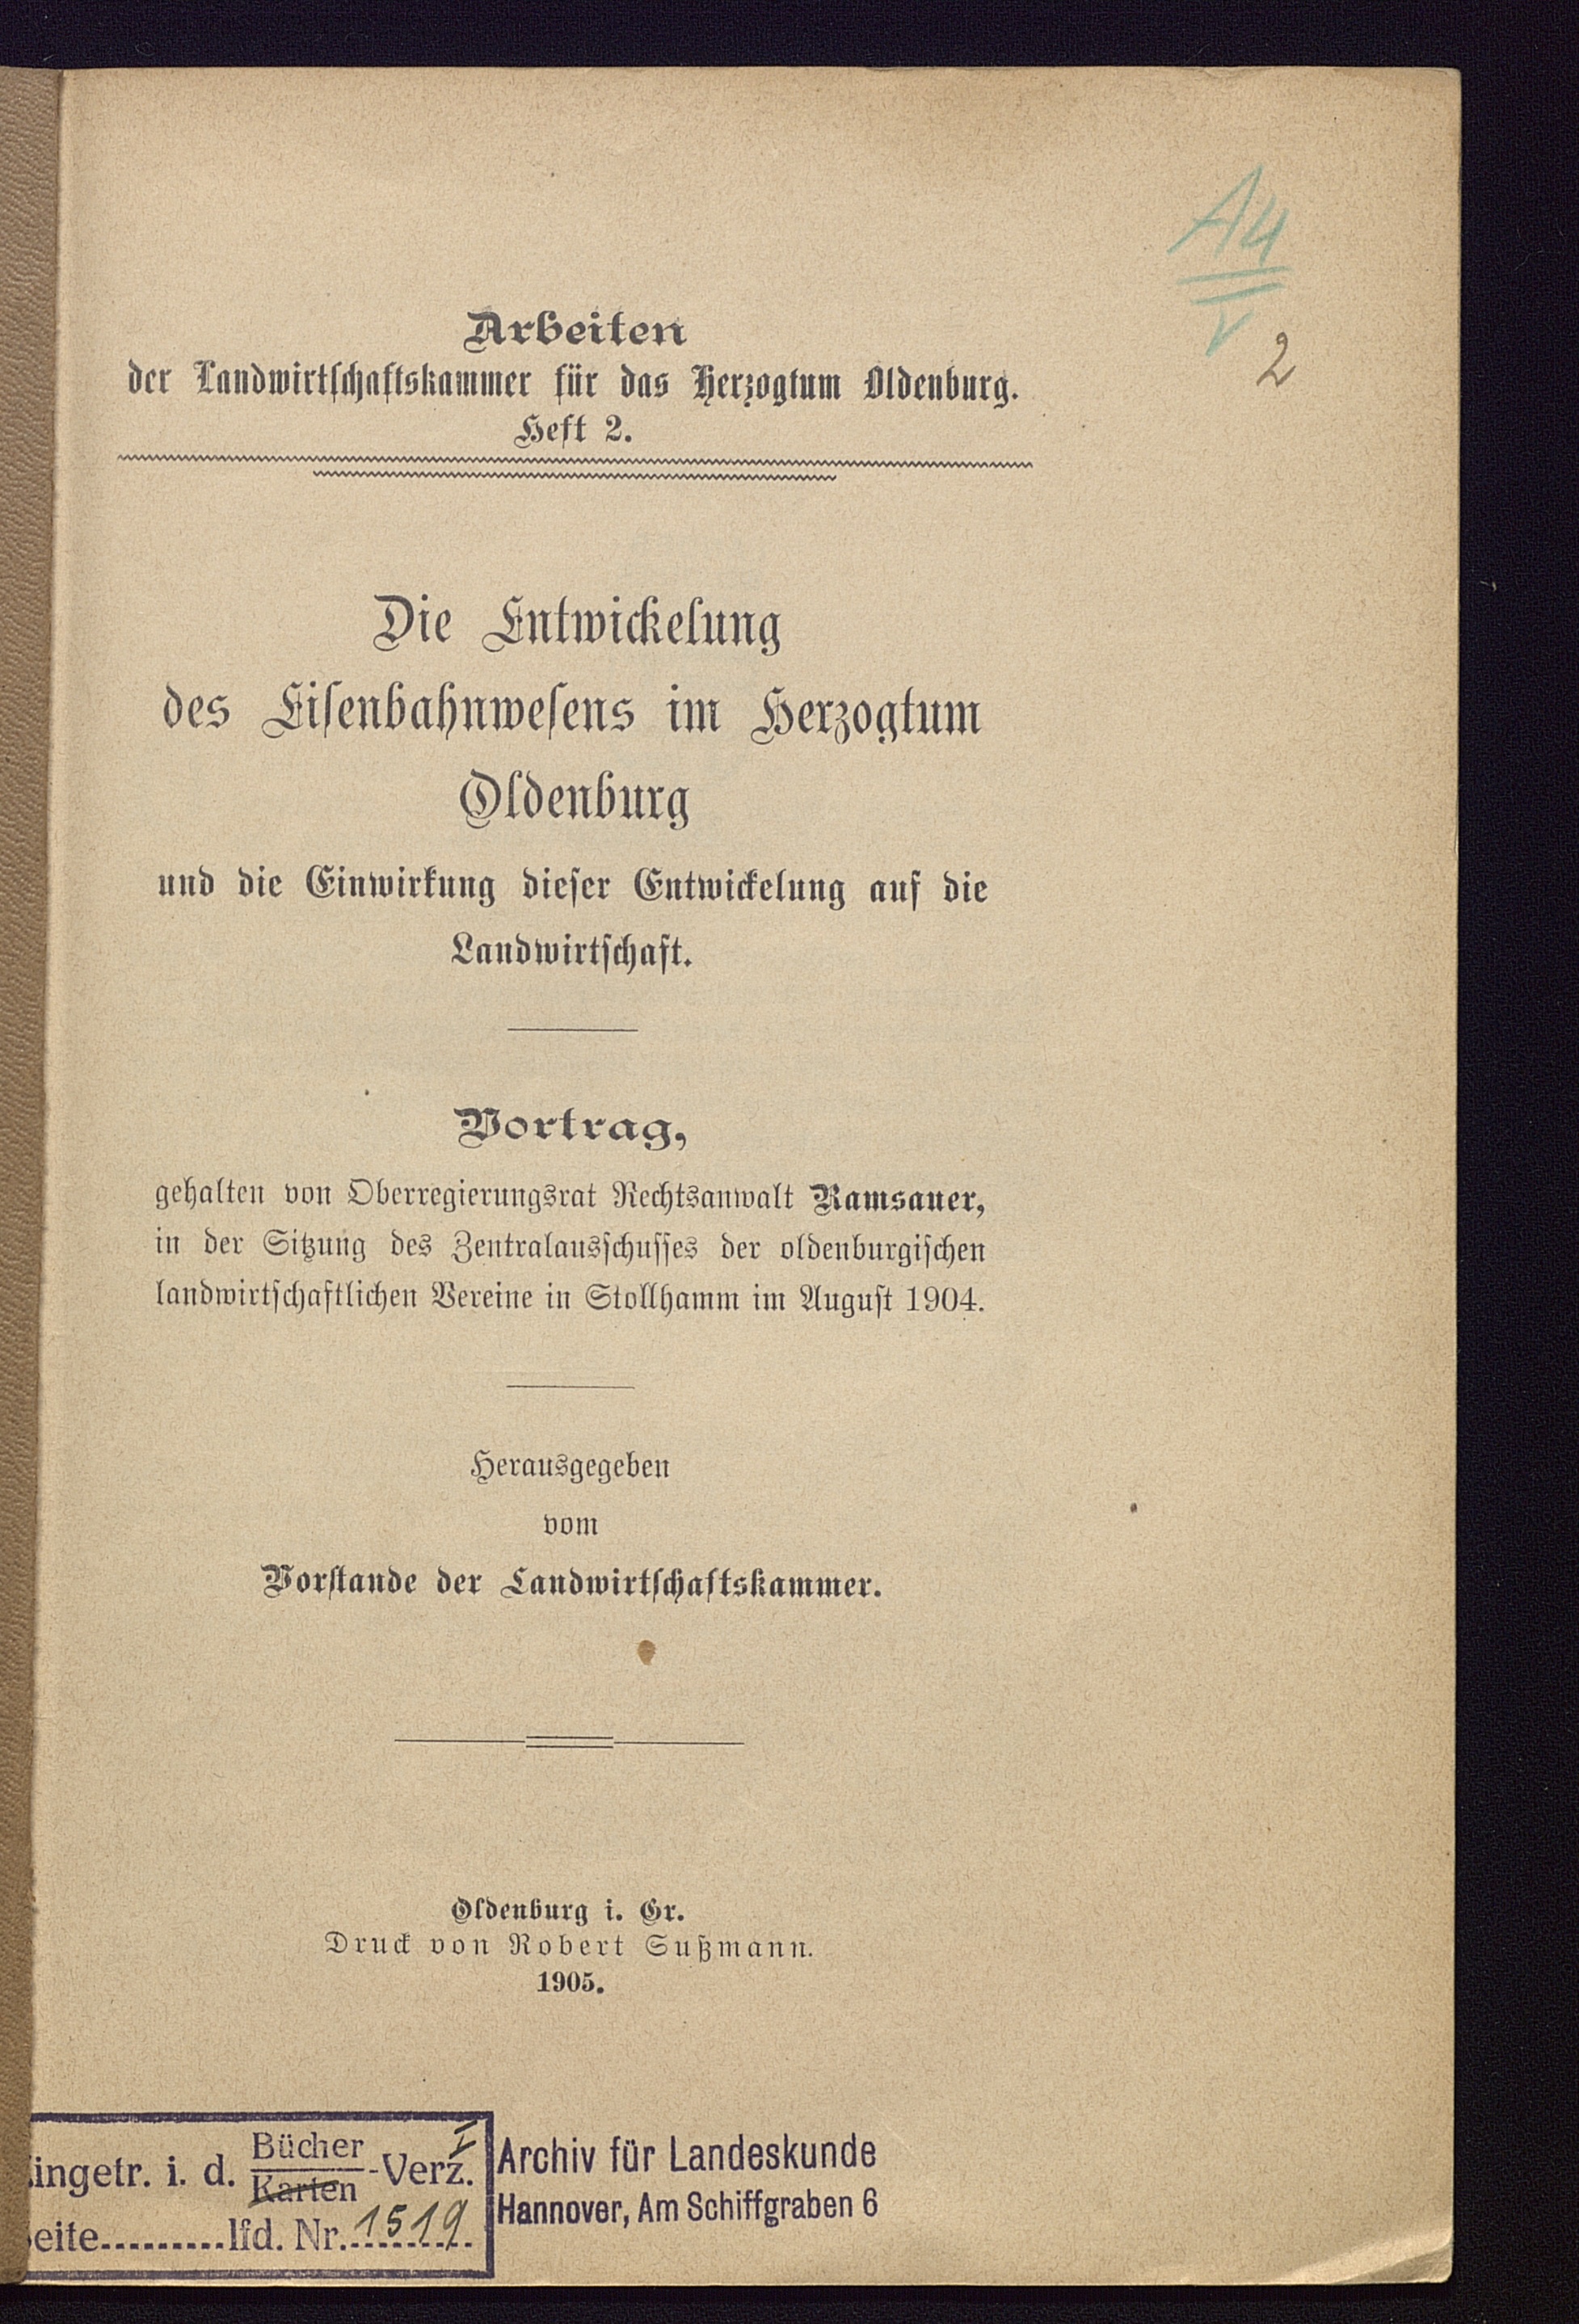 A4
V
2
Arbeiten
der Landwirtschaftskammer für das Herzogtum Oldenburg.
Heft 2.
Die Entwickelung
des Eisenbahnwesens im Herzogtum
Oldenburg
und die Einwirkung dieser Entwickelung auf die
Landwirtschaft.
Vortrag,
gehalten von Oberregierungsrat Rechtsanwalt Ramsauer,
in der Sitzung des Zentralausschusses der oldenburgischen
landwirtschaftlichen Vereine in Stollhamm im August 1904.
Herausgegeben
vom
Vorstande der Landwirtschaftskammer.
Oldenburg i. Gr.
Druck von Robert Sußmann.
1905.
ingetr. i. d. Bücher/Karten-Verz. I
eite..........lfd. Nr. 1519
Archiv für Landeskunde
Hannover, Am Schiffgraben 6